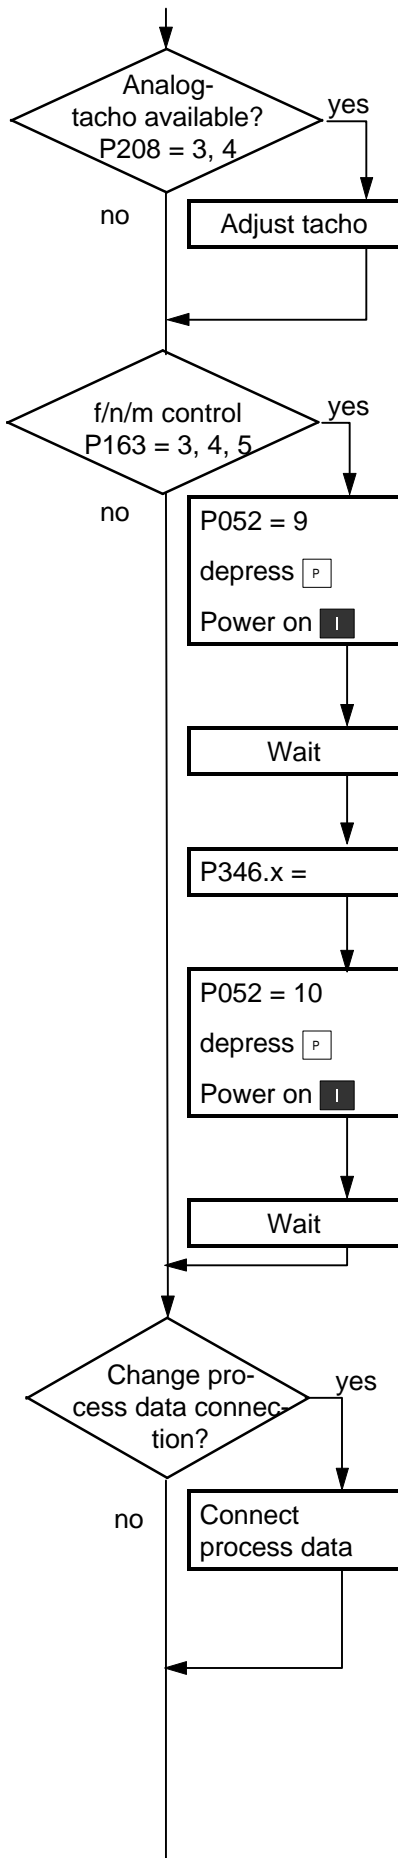 Analog-
tacho available?
P208 = 3, 4
yes
no
Adjust tacho
f/n/m control
P163 = 3, 4, 5
yes
no
P052 = 9
depress P
Power on I
Wait
P346.x =
P052 = 10
depress P
Power on I
Wait
Change pro-
cess data connec-
tion?
yes
no
Connect
process data